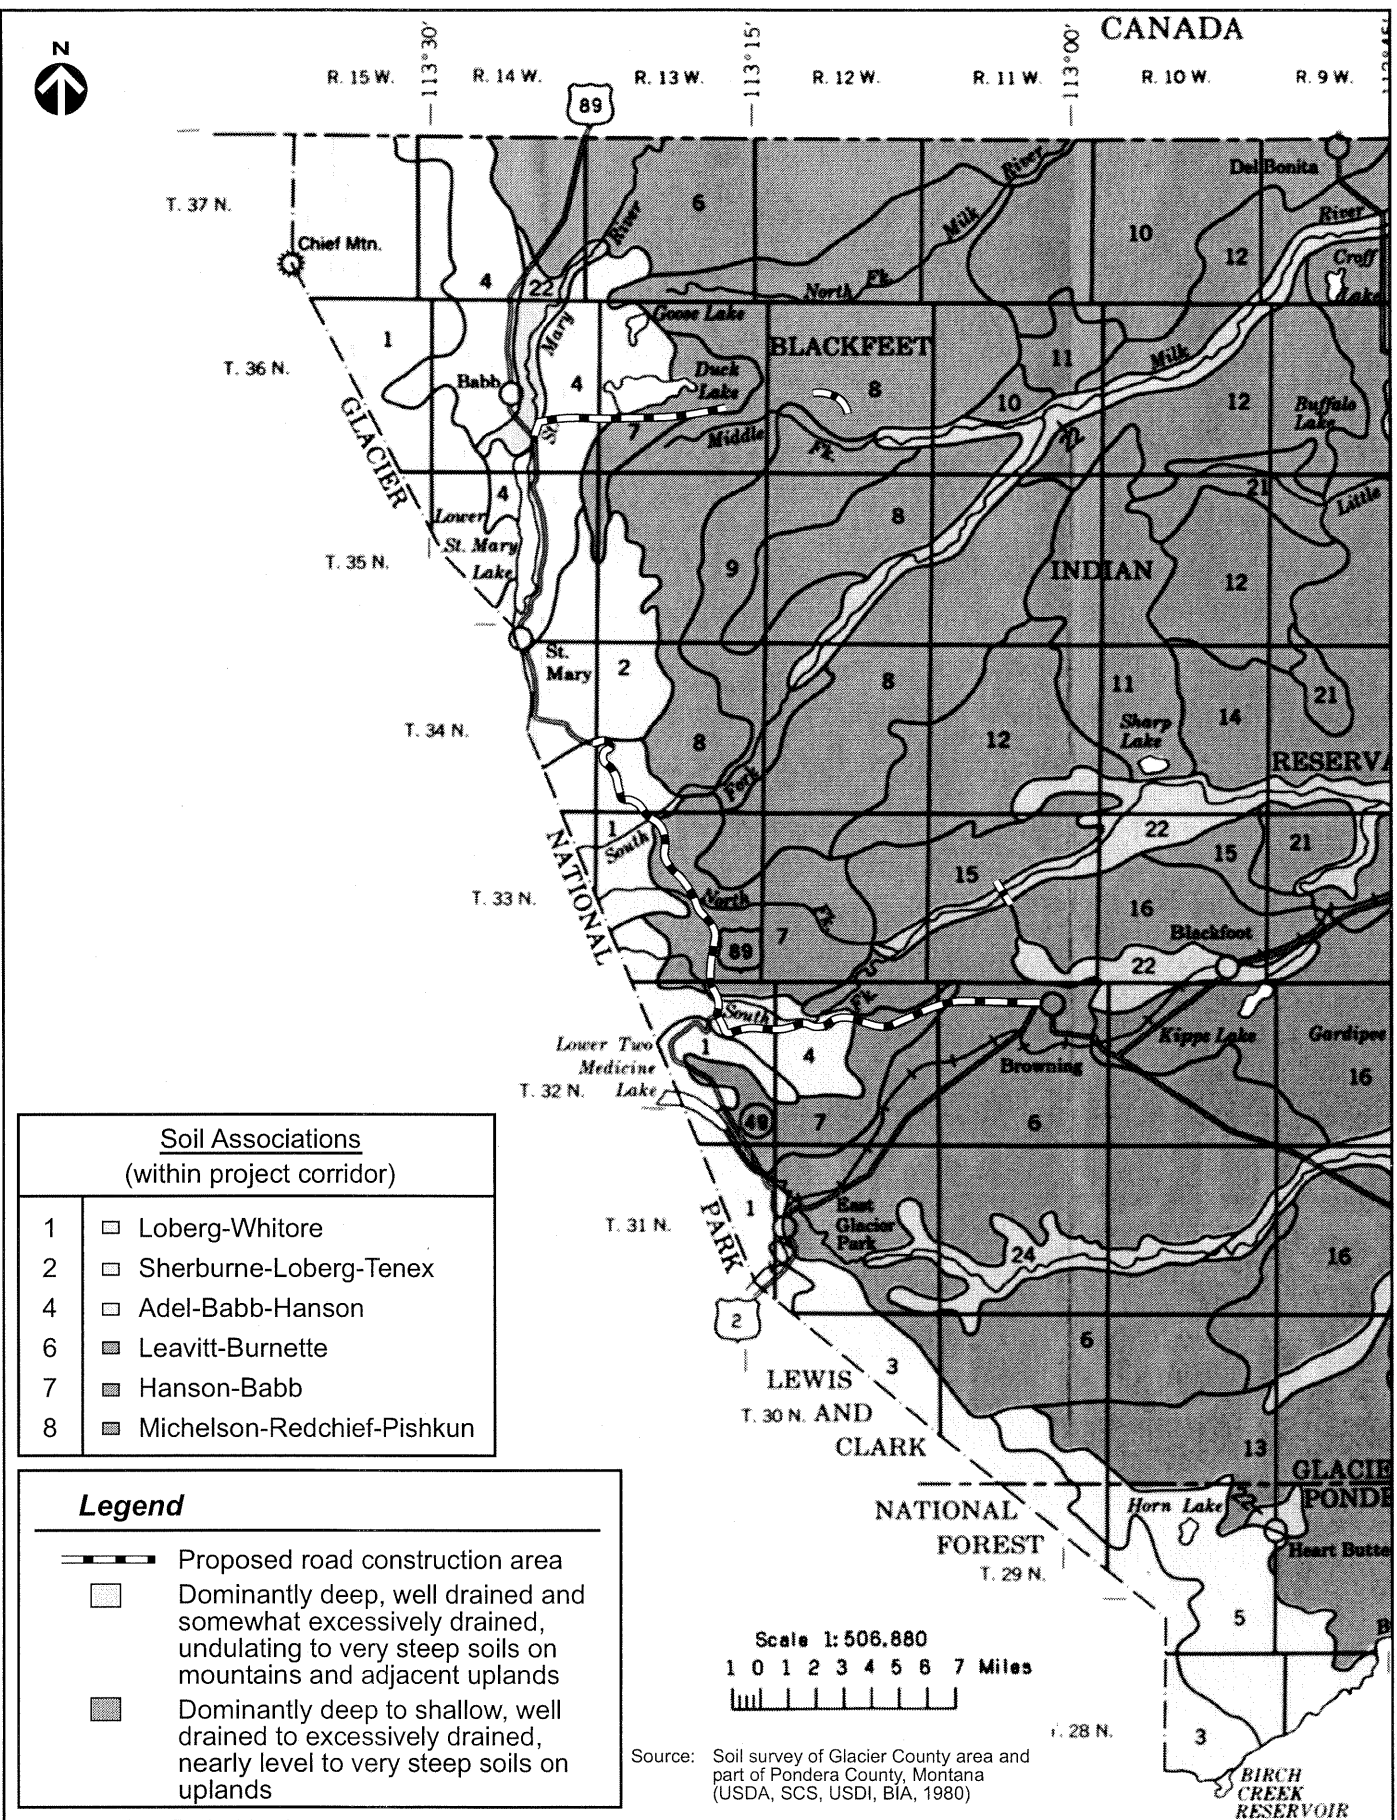 CANADA
N
113°30'
113°15'
113°00'
R. 15 W.
R. 14 W.
R. 13 W.
R. 12 W.
R. 11 W.
R. 10 W.
R. 9 W.
89
T. 37 N.
Chief Mtn.
River
6
Milk River
Del Bonita
River
10
12
Croff
Lake
4
22
North Fk.
Mary
Goose Lake
1
T. 36 N.
BLACKFEET
11
Milk
Babb
4
Duck
Lake
8
10
12
Buffalo
Lake
St.
7
Middle Fk.
22
GLACIER
4
Lower
St. Mary
Lake
8
21
Little
T. 35 N.
9
INDIAN
12
St.
Mary
2
8
11
21
T. 34 N.
8
12
Sharp
Lake
14
RESERVA
Fork
1
South
22
15
21
NATIONAL
T. 33 N.
15
North Fk.
16
7
89
Blackfoot
22
South Fk.
Lower Two
Medicine
Lake
1
4
Kipps Lake
Gardipee
Browning
16
T. 32 N.
49
7
6
PARK
1
T. 31 N.
East
Glacier
Park
24
16
2
6
3
LEWIS
T. 30 N. AND
CLARK
13
GLACIE
PONDE
NATIONAL
FOREST
Horn Lake
Heart Butte
T. 29 N.
5
T. 28 N.
3
BIRCH
CREEK
RESERVOIR
Soil Associations
(within project corridor)
1 Loberg-Whitore
2 Sherburne-Loberg-Tenex
4 Adel-Babb-Hanson
6 Leavitt-Burnette
7 Hanson-Babb
8 Michelson-Redchief-Pishkun
Legend
Proposed road construction area
Dominantly deep, well drained and
somewhat excessively drained,
undulating to very steep soils on
mountains and adjacent uplands
Dominantly deep to shallow, well
drained to excessively drained,
nearly level to very steep soils on
uplands
Scale 1:506,880
1 0 1 2 3 4 5 6 7 Miles
Source: Soil survey of Glacier County area and
part of Pondera County, Montana
(USDA, SCS, USDI, BIA, 1980)